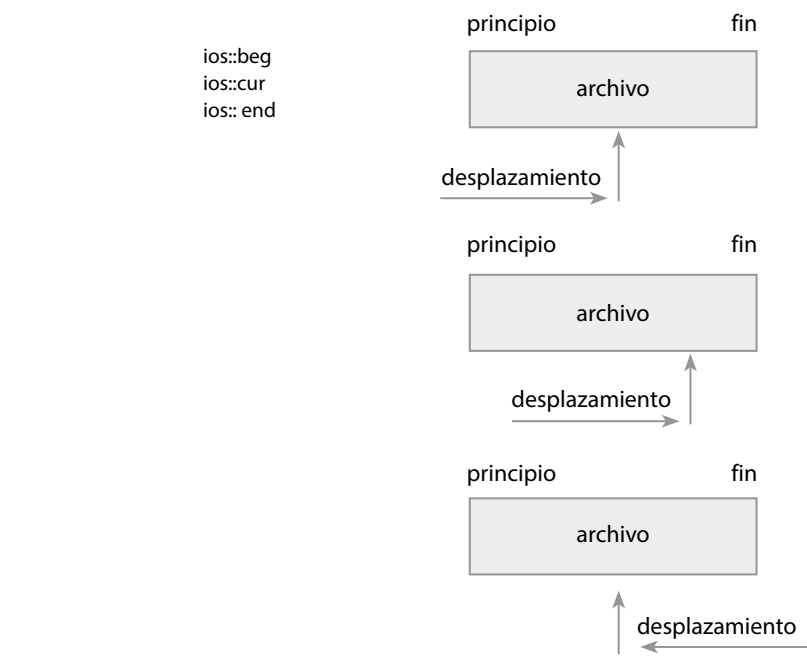 principio fin
ios::beg
ios::cur
ios:: end
archivo
desplazamiento
principio fin
archivo
desplazamiento
principio fin
archivo
desplazamiento